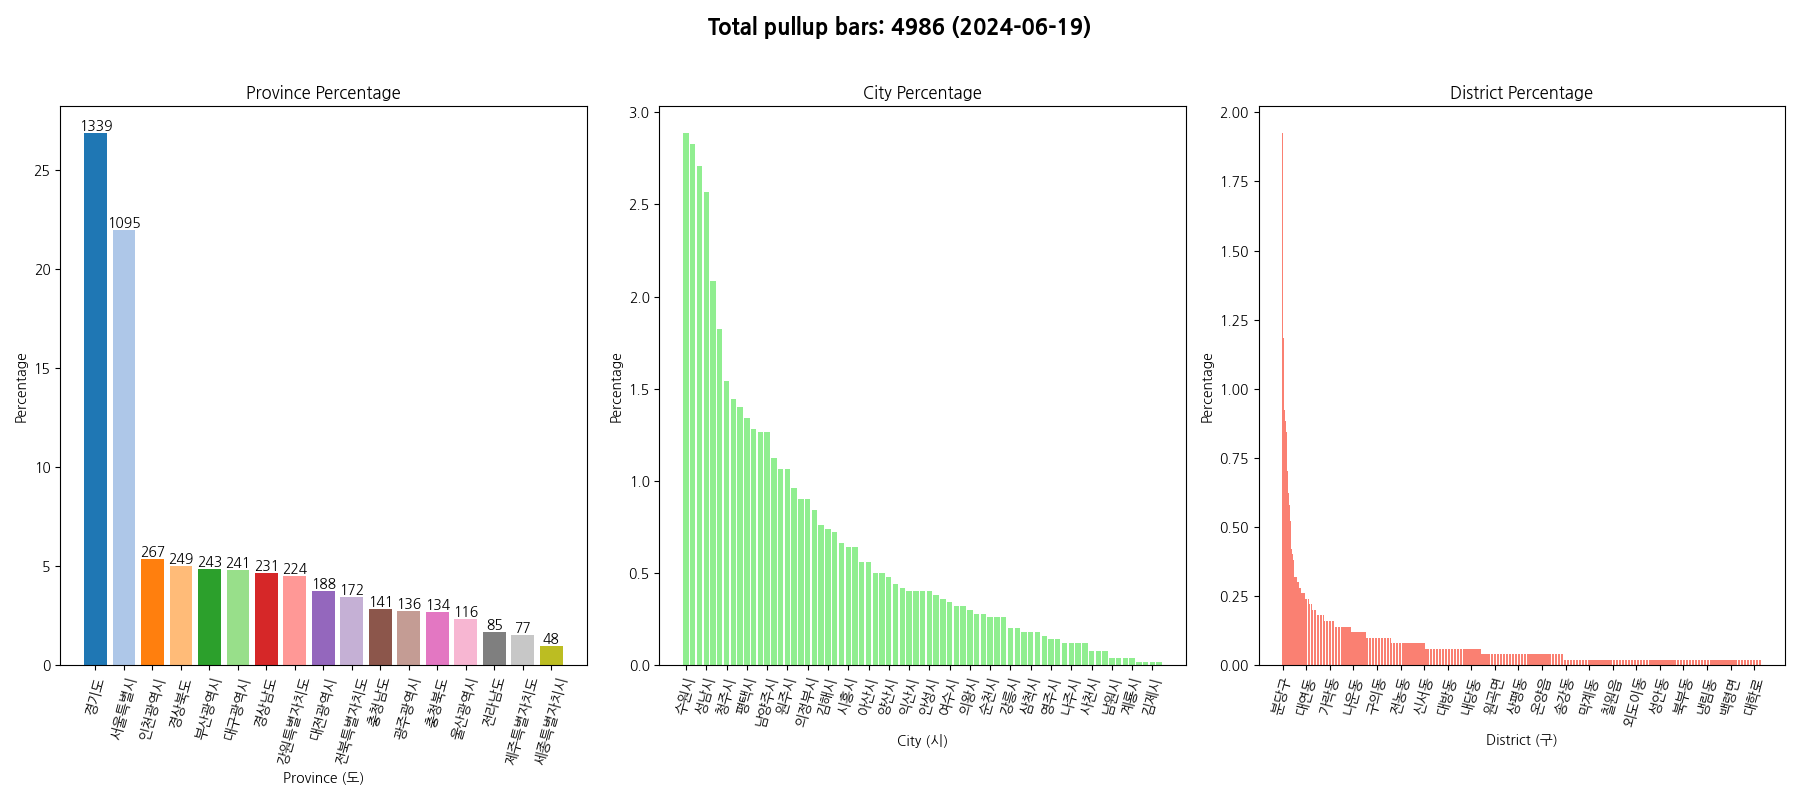 Total pullup bars: 4986 (2024-06-19)
Province Percentage
Percentage
25
20
15
10
5
0
1339
1095
267
249
243
241
231
224
188
172
141
136
134
116
85
77
48
경기도
서울특별시
인천광역시
경상북도
부산광역시
대구광역시
경상남도
강원특별자치도
대전광역시
전북특별자치도
충청남도
광주광역시
충청북도
울산광역시
전라남도
제주특별자치도
세종특별자치시
Province (도)
City Percentage
Percentage
3.0
2.5
2.0
1.5
1.0
0.5
0.0
수원시
성남시
청주시
평택시
남양주시
원주시
의정부시
김해시
시흥시
아산시
양산시
익산시
안성시
여수시
의왕시
순천시
강릉시
삼척시
영주시
나주시
사천시
남원시
계룡시
김제시
City (시)
District Percentage
Percentage
2.00
1.75
1.50
1.25
1.00
0.75
0.50
0.25
0.00
분당구
대연동
가락동
나운동
구의동
전농동
신서동
대방동
내당동
원곡면
상평동
온양읍
송강동
막계동
칠원읍
외도이동
성안동
북부동
냉림동
백령면
대학로
District (구)